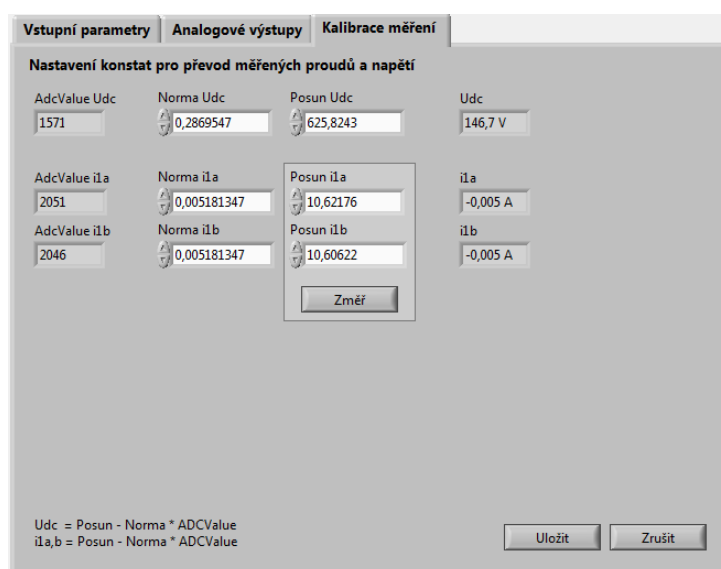 Vstupní parametry Analogové výstupy Kalibrace měření
Nastavení konstat pro převod měřených proudů a napětí
AdcValue Udc Norma Udc Posun Udc Udc
1571 0,2869547 625,8243 146,7 V
AdcValue i1a Norma i1a Posun i1a i1a
2051 0,005181347 10,62176 -0,005 A
AdcValue i1b Norma i1b Posun i1b i1b
2046 0,005181347 10,60622 -0,005 A
Změř
Udc = Posun - Norma * ADCValue
i1a,b = Posun - Norma * ADCValue
Uložit Zrušit